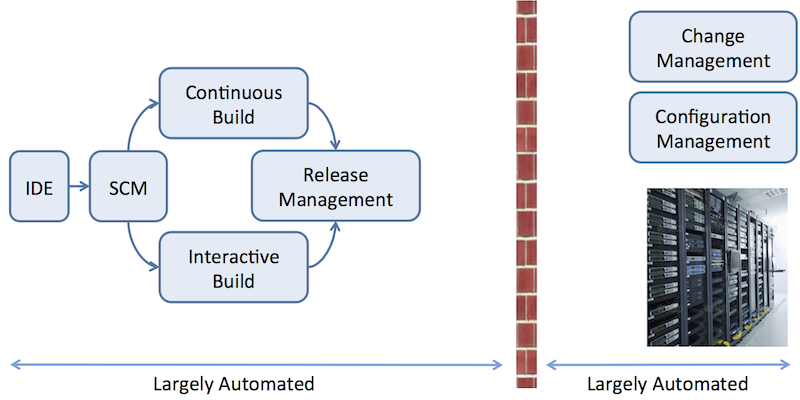 Continuous
Build
IDE
SCM
Release
Management
Interactive
Build
Largely Automated
Change
Management
Configuration
Management
Largely Automated